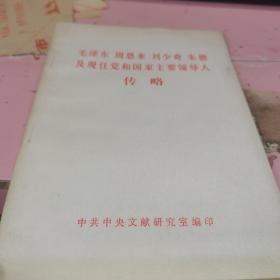 毛泽东 周恩来 刘少奇 朱德
及现任党和国家主要领导人
传略
中共中央文献研究室编印